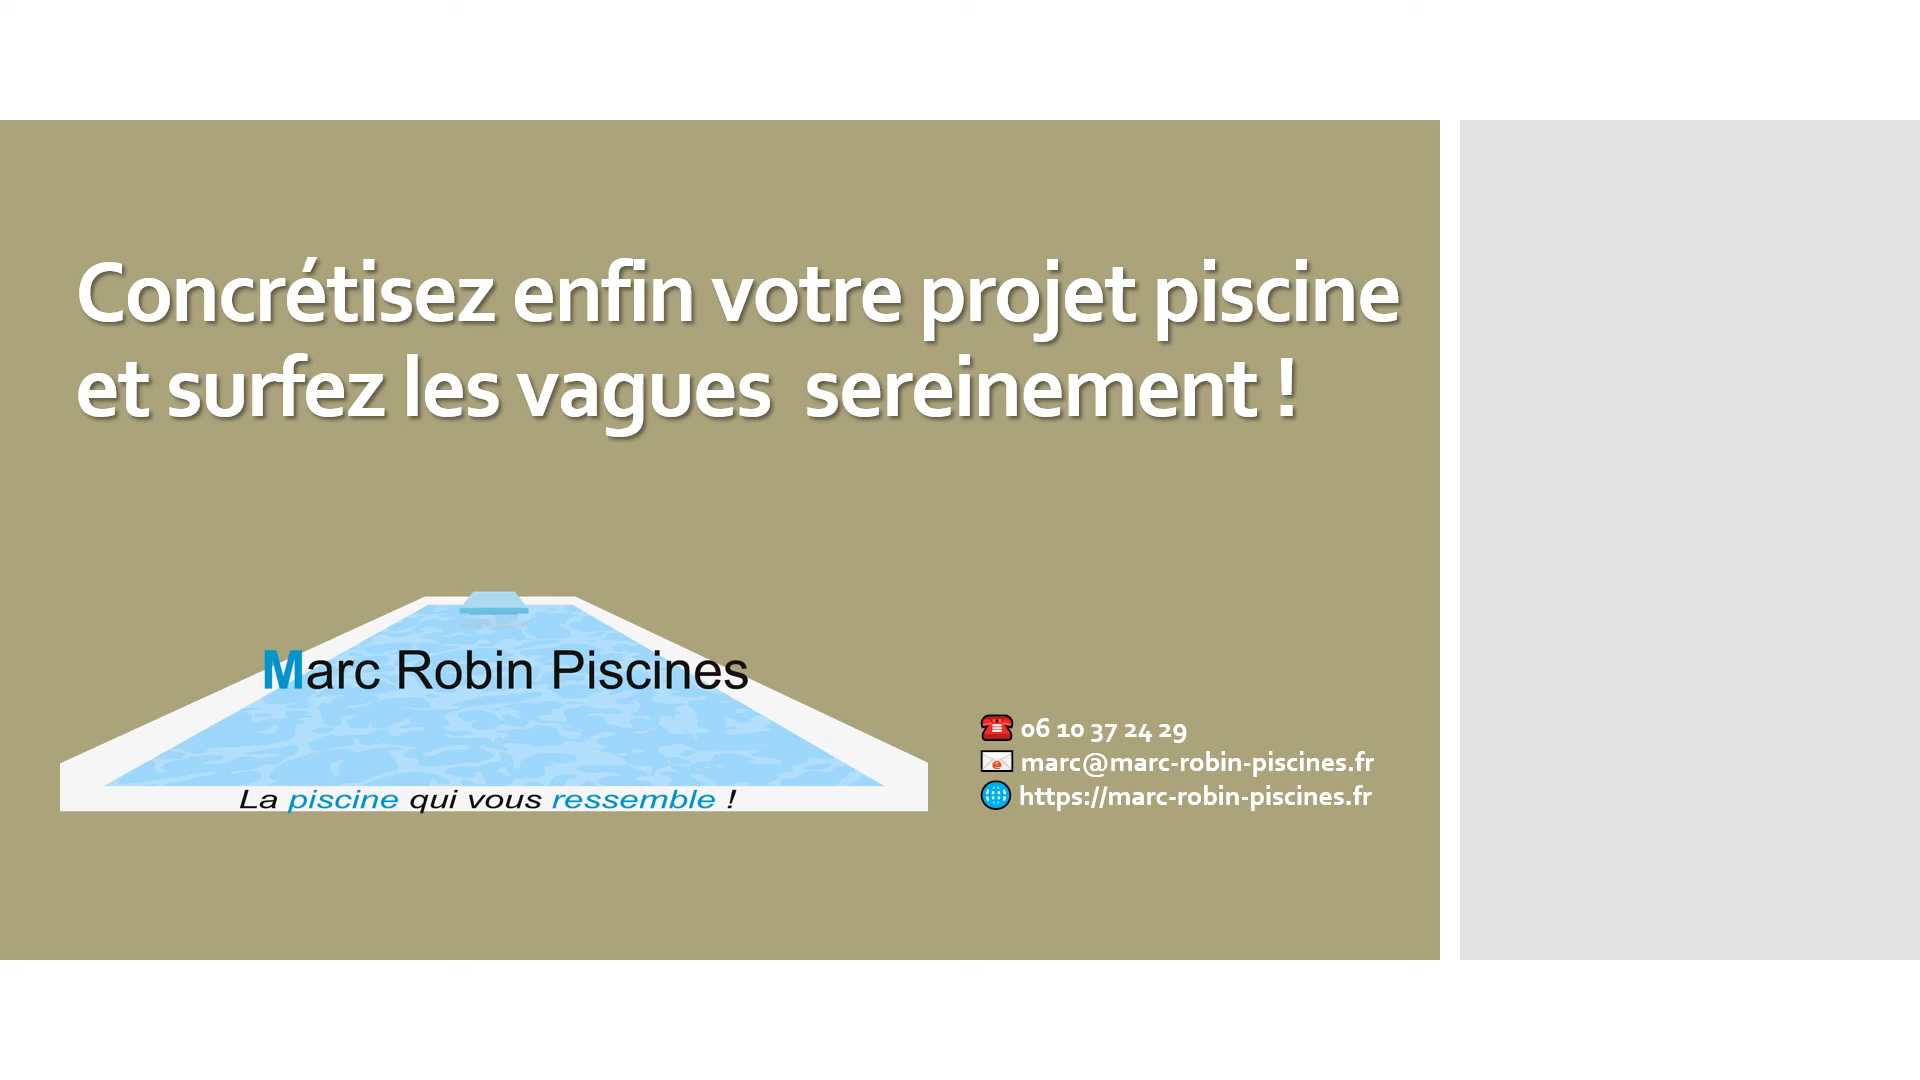 Concrétisez enfin votre projet piscine
et surfez les vagues  sereinement !
Marc Robin Piscines
La piscine qui vous ressemble !
06 10 37 24 29
marc@marc-robin-piscines.fr
https://marc-robin-piscines.fr